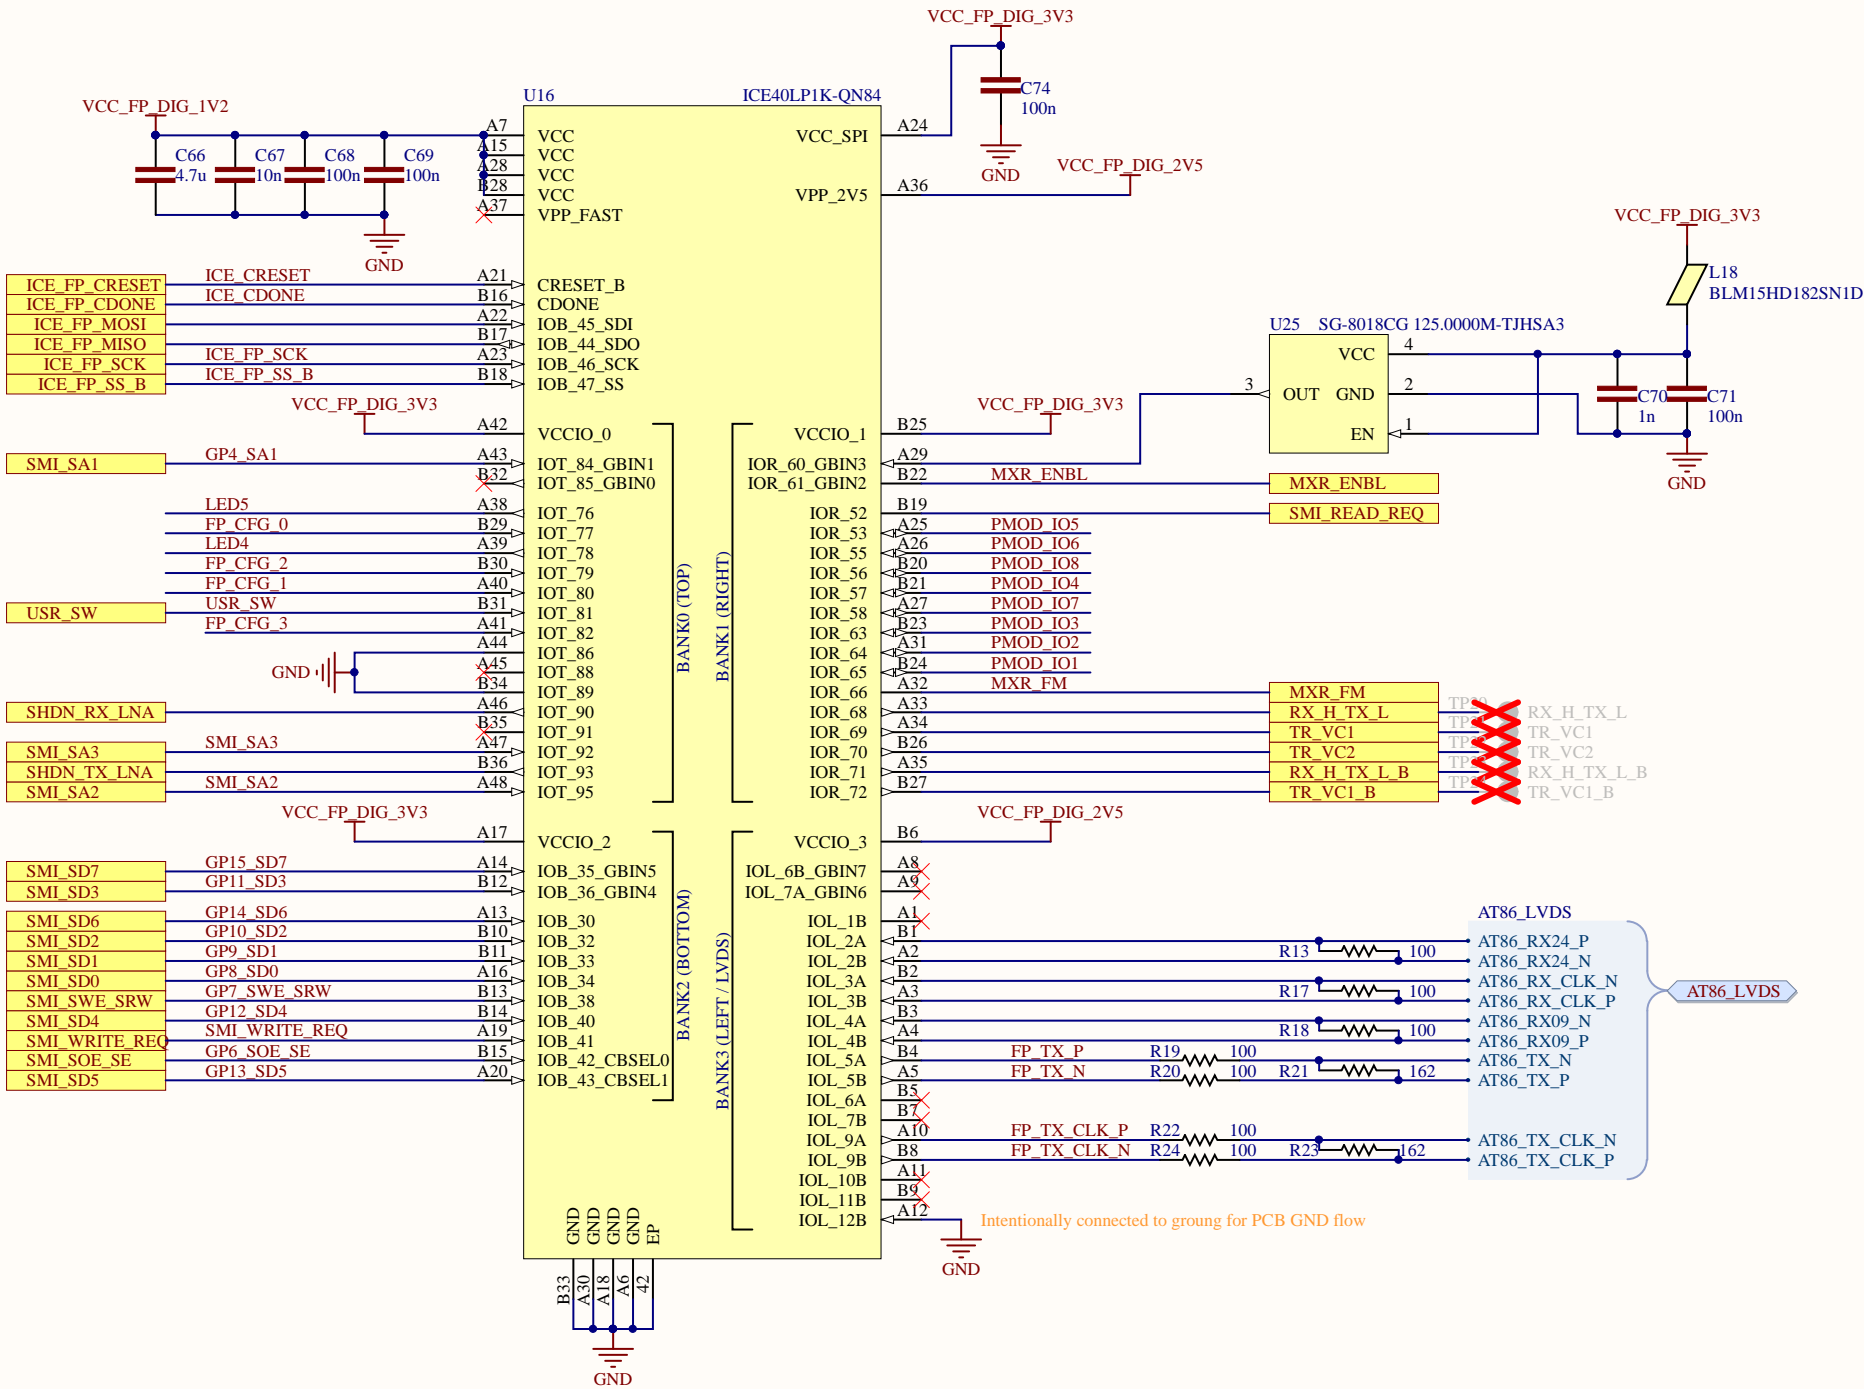 VCC_FP_DIG_3V3
C74
100n
GND
VCC_FP_DIG_1V2
C66
4.7u
C67
10n
C68
100n
C69
100n
GND
U16
ICE40LP1K-QN84
A7 VCC
A15 VCC
A28 VCC
B28 VCC
A37 VPP_FAST
VCC_SPI A24
VPP_2V5 A36
VCC_FP_DIG_2V5
ICE_FP_CRESET ICE_CRESET A21 CRESET_B
ICE_FP_CDONE ICE_CDONE B16 CDONE
ICE_FP_MOSI A22 IOB_45_SDI
ICE_FP_MISO B17 IOB_44_SDO
ICE_FP_SCK ICE_FP_SCK A23 IOB_46_SCK
ICE_FP_SS_B ICE_FP_SS_B B18 IOB_47_SS
VCC_FP_DIG_3V3
A42 VCCIO_0
SMI_SA1 GP4_SA1 A43 IOT_84_GBIN1
B32 IOT_85_GBIN0
LED5 A38 IOT_76
FP_CFG_0 B29 IOT_77
LED4 A39 IOT_78
FP_CFG_2 B30 IOT_79
FP_CFG_1 A40 IOT_80
USR_SW USR_SW B31 IOT_81
FP_CFG_3 A41 IOT_82
A44 IOT_86
GND A45 IOT_88
B34 IOT_89
SHDN_RX_LNA A46 IOT_90
B35 IOT_91
SMI_SA3 SMI_SA3 A47 IOT_92
SHDN_TX_LNA B36 IOT_93
SMI_SA2 SMI_SA2 A48 IOT_95
BANK0 (TOP)
VCC_FP_DIG_3V3
A17 VCCIO_2
SMI_SD7 GP15_SD7 A14 IOB_35_GBIN5
SMI_SD3 GP11_SD3 B12 IOB_36_GBIN4
SMI_SD6 GP14_SD6 A13 IOB_30
SMI_SD2 GP10_SD2 B10 IOB_32
SMI_SD1 GP9_SD1 B11 IOB_33
SMI_SD0 GP8_SD0 A16 IOB_34
SMI_SWE_SRW GP7_SWE_SRW B13 IOB_38
SMI_SD4 GP12_SD4 B14 IOB_40
SMI_WRITE_REQ SMI_WRITE_REQ A19 IOB_41
SMI_SOE_SE GP6_SOE_SE B15 IOB_42_CBSEL0
SMI_SD5 GP13_SD5 A20 IOB_43_CBSEL1
BANK2 (BOTTOM)
VCC_FP_DIG_3V3
VCCIO_1 B25
IOR_60_GBIN3 A29
IOR_61_GBIN2 B22 MXR_ENBL MXR_ENBL
IOR_52 B19 SMI_READ_REQ
IOR_53 A25 PMOD_IO5
IOR_55 A26 PMOD_IO6
IOR_56 B20 PMOD_IO8
IOR_57 B21 PMOD_IO4
IOR_58 A27 PMOD_IO7
IOR_63 B23 PMOD_IO3
IOR_64 A31 PMOD_IO2
IOR_65 B24 PMOD_IO1
IOR_66 A32 MXR_FM MXR_FM
IOR_68 A33 RX_H_TX_L RX_H_TX_L
IOR_69 A34 TR_VC1 TR_VC1
IOR_70 B26 TR_VC2 TR_VC2
IOR_71 A35 RX_H_TX_L_B RX_H_TX_L_B
IOR_72 B27 TR_VC1_B TR_VC1_B
BANK1 (RIGHT)
VCC_FP_DIG_3V3
L18
BLM15HD182SN1D
U25 SG-8018CG 125.0000M-TJHSA3
VCC 4
3 OUT GND 2
EN 1
C70
1n
C71
100n
GND
VCC_FP_DIG_2V5
VCCIO_3 B6
IOL_6B_GBIN7 A8
IOL_7A_GBIN6 A9
IOL_1B A1
AT86_LVDS
IOL_2A B1 AT86_RX24_P
R13 100
IOL_2B A2 AT86_RX24_N
IOL_3A B2 AT86_RX_CLK_N
R17 100
IOL_3B A3 AT86_RX_CLK_P
IOL_4A B3 AT86_RX09_N
R18 100
IOL_4B A4 AT86_RX09_P
IOL_5A B4 FP_TX_P R19 100 AT86_TX_N
R21 162
IOL_5B A5 FP_TX_N R20 100 AT86_TX_P
IOL_6A B5
IOL_7B B7
IOL_9A A10 FP_TX_CLK_P R22 100 AT86_TX_CLK_N
R23 162
IOL_9B B8 FP_TX_CLK_N R24 100 AT86_TX_CLK_P
IOL_10B A11
IOL_11B B9
IOL_12B A12
BANK3 (LEFT / LVDS)
AT86_LVDS
Intentionally connected to groung for PCB GND flow
GND
GND GND GND GND EP
B33 A30 A18 A6 42
GND